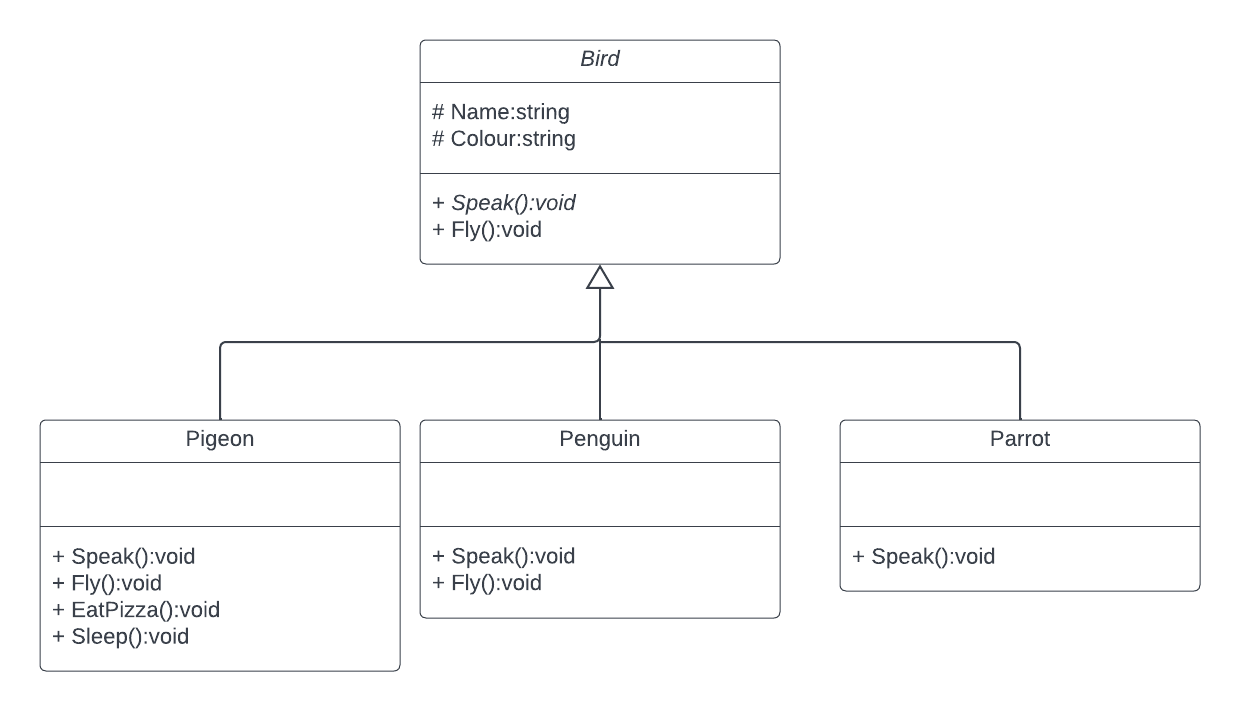 Bird
# Name:string
# Colour:string
+ Speak():void
+ Fly():void
Pigeon
+ Speak():void
+ Fly():void
+ EatPizza():void
+ Sleep():void
Penguin
+ Speak():void
+ Fly():void
Parrot
+ Speak():void